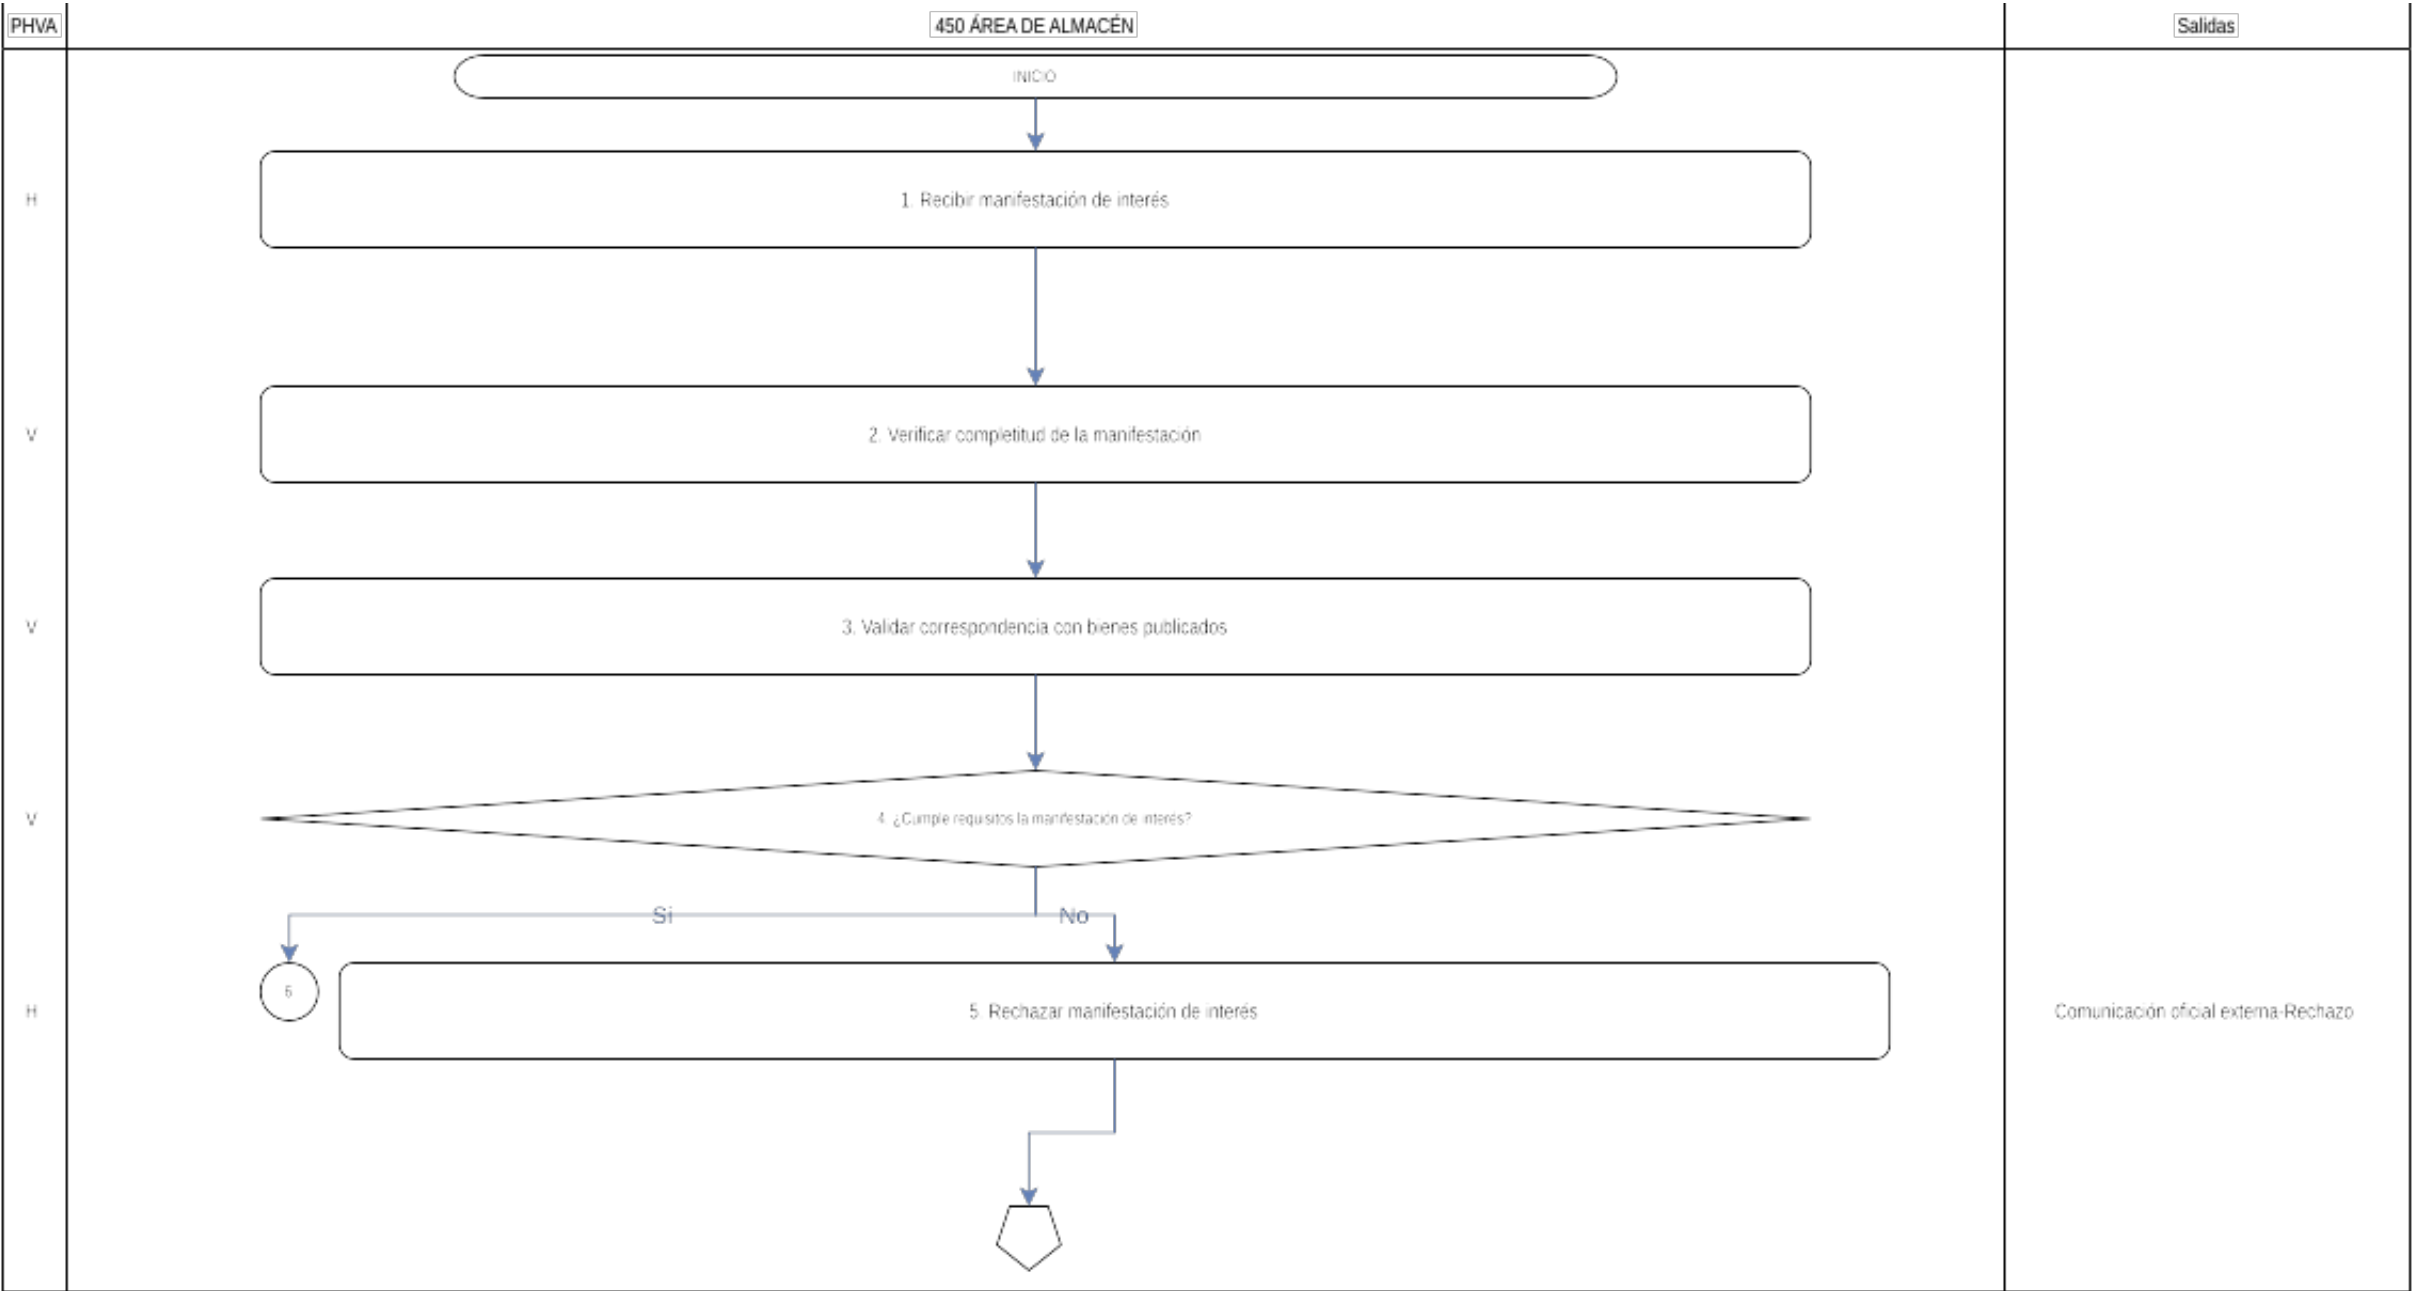 PHVA
450 ÁREA DE ALMACÉN
Salidas
INICIO
H
1. Recibir manifestación de interés
V
2. Verificar completitud de la manifestación
V
3. Validar correspondencia con bienes publicados
V
4. ¿Cumple requisitos la manifestación de interés?
Si
No
6
H
5. Rechazar manifestación de interés
Comunicación oficial externa-Rechazo